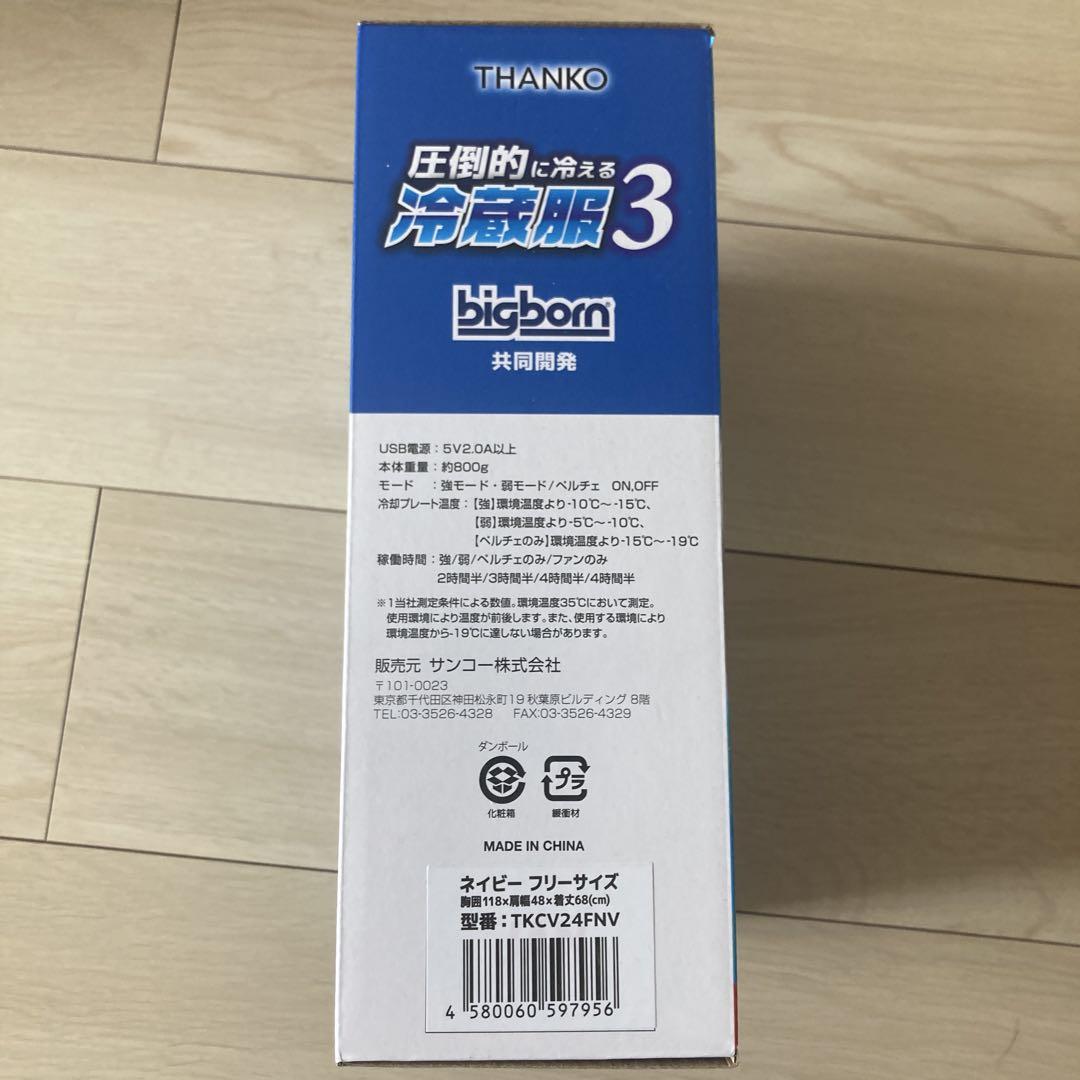 THANKO
圧倒的に冷える
冷蔵服3
bigborn®
共同開発
USB電源：5V2.0A以上
本体重量：約800g
モード　：強モード・弱モード/ペルチェ　ON,OFF
冷却プレート温度：【強】環境温度より-10℃～-15℃、
【弱】環境温度より-5℃～-10℃、
【ペルチェのみ】環境温度より-15℃～-19℃
稼働時間：強/弱/ペルチェのみ/ファンのみ
2時間半/3時間半/4時間半/4時間半
※1当社測定条件による数値。環境温度35℃において測定。
使用環境により温度が前後します。また、使用する環境により
環境温度から-19℃に達しない場合があります。
販売元 サンコー株式会社
〒101-0023
東京都千代田区神田松永町19 秋葉原ビルディング 8階
TEL:03-3526-4328　FAX:03-3526-4329
ダンボール
プラ
化粧箱　緩衝材
MADE IN CHINA
ネイビー フリーサイズ
胸囲118×肩幅48×着丈68(cm)
型番：TKCV24FNV
4 580060 597956